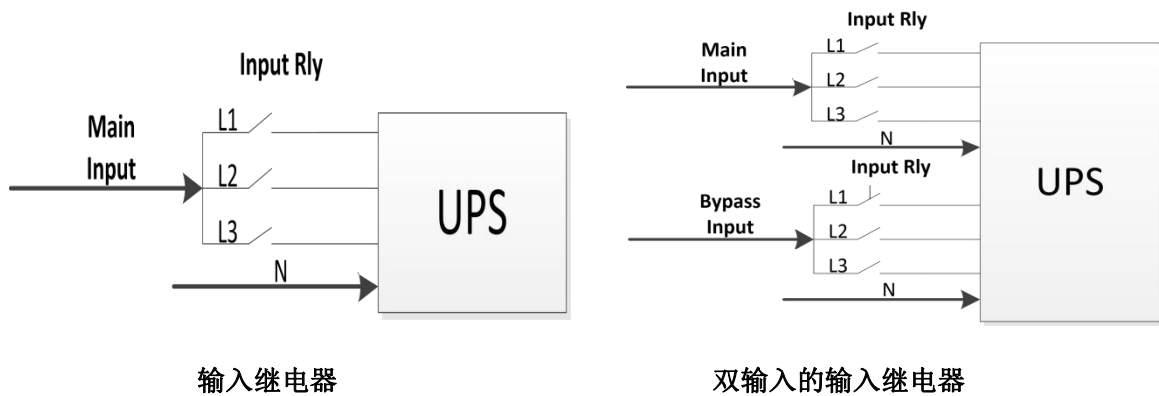 Input Rly
Main
Input
L1
L2
L3
N
UPS
输入继电器
Input Rly
Main
Input
L1
L2
L3
N
Input Rly
Bypass
Input
L1
L2
L3
N
UPS
双输入的输入继电器